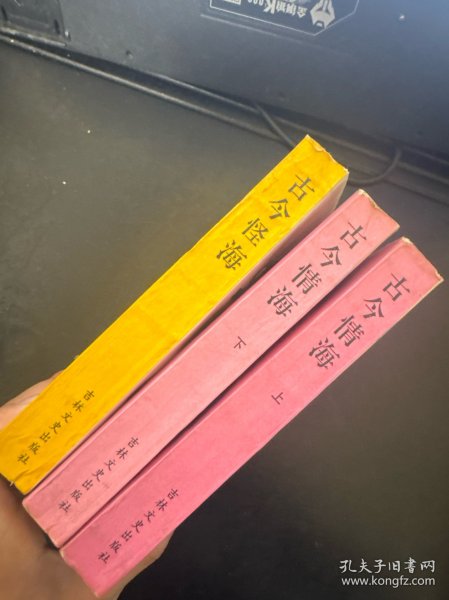 古今怪海
吉林文史出版社
古今情海
下
吉林文史出版社
古今情海
上
吉林文史出版社
孔夫子旧书网
www.kongfz.com